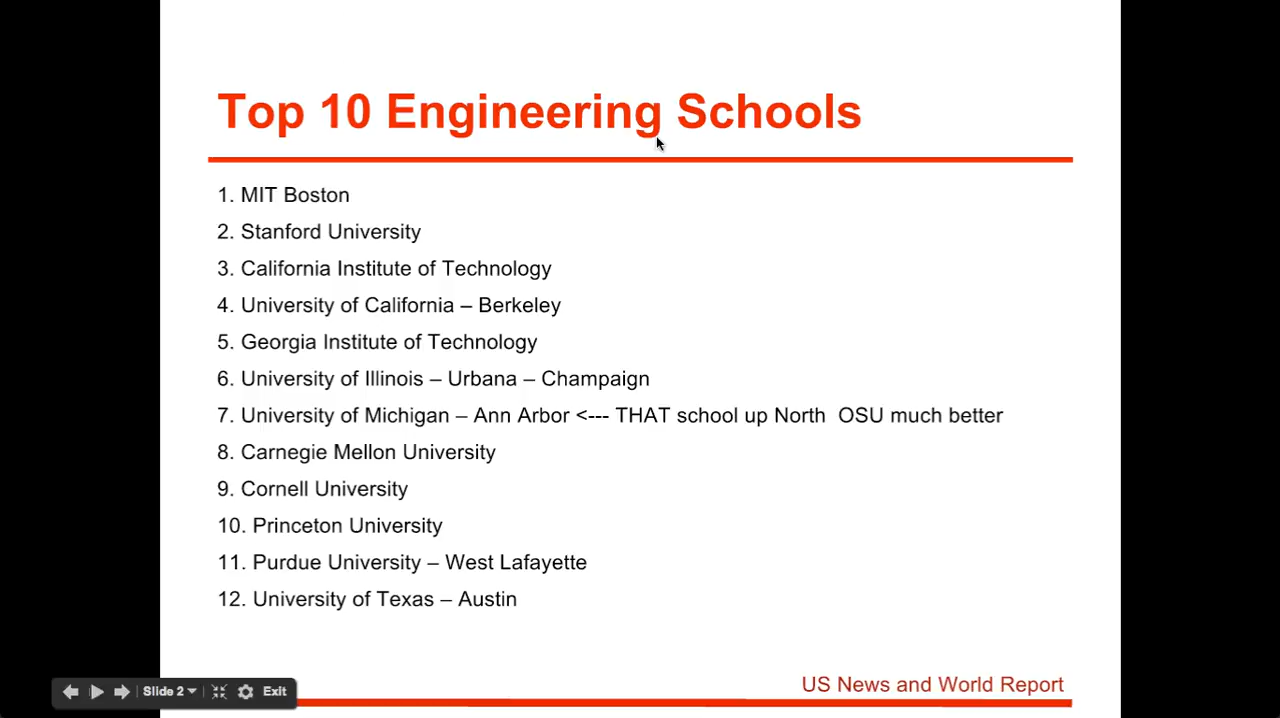 Top 10 Engineering Schools
1. MIT Boston
2. Stanford University
3. California Institute of Technology
4. University of California – Berkeley
5. Georgia Institute of Technology
6. University of Illinois – Urbana – Champaign
7. University of Michigan – Ann Arbor <--- THAT school up North  OSU much better
8. Carnegie Mellon University
9. Cornell University
10. Princeton University
11. Purdue University – West Lafayette
12. University of Texas – Austin
US News and World Report
Slide 2 Exit